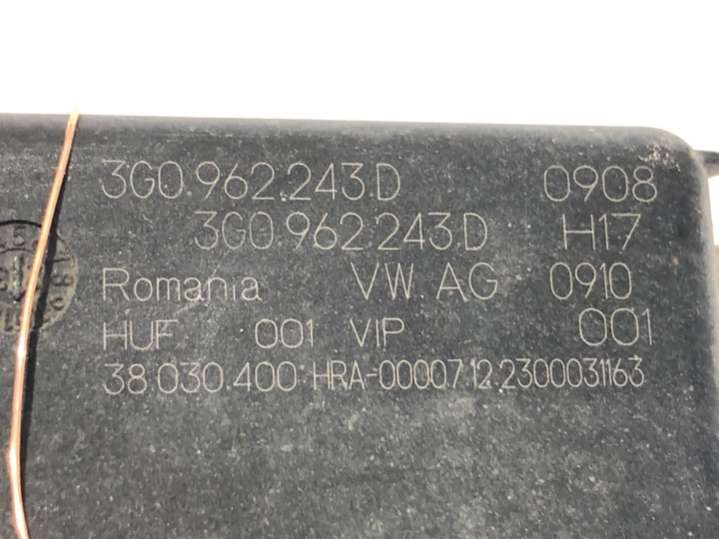 3G0.962.243D 0908
3G0.962.243.D H17
Romania VW AG 0910
HUF 001 VIP 001
38.030.400 HRA-00007.12.2300031163